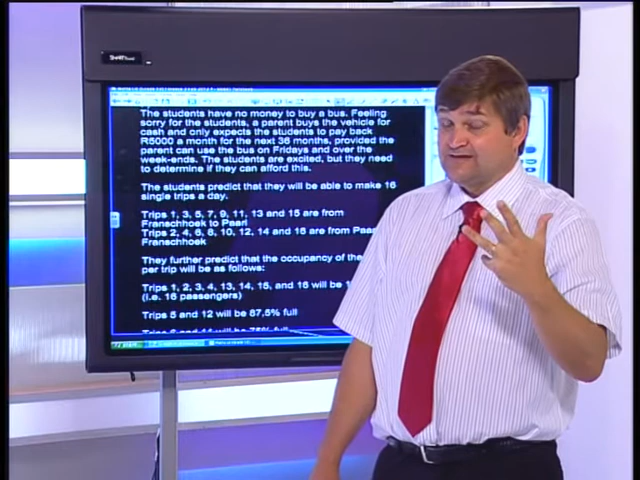 The students have no money to buy a bus. Feeling
sorry for the students, a parent buys the vehicle for
cash and only expects the students to pay back
R5000 a month for the next 36 months, provided the
parent can use the bus on Fridays and over the
week-ends. The students are excited, but they need
to determine if they can afford this.
The students predict that they will be able to make 16
single trips a day.
Trips 1, 3, 5, 7, 9, 11, 13 and 15 are from
Franschhoek to Paarl
Trips 2, 4, 6, 8, 10, 12, 14 and 16 are from
Franschhoek
They further predict that the occupancy of the
per trip will be as follows:
Trips 1, 2, 3, 4, 13, 14, 15, and 16 will be
(i.e. 16 passengers)
Trips 5 and 12 will be 87,5% full